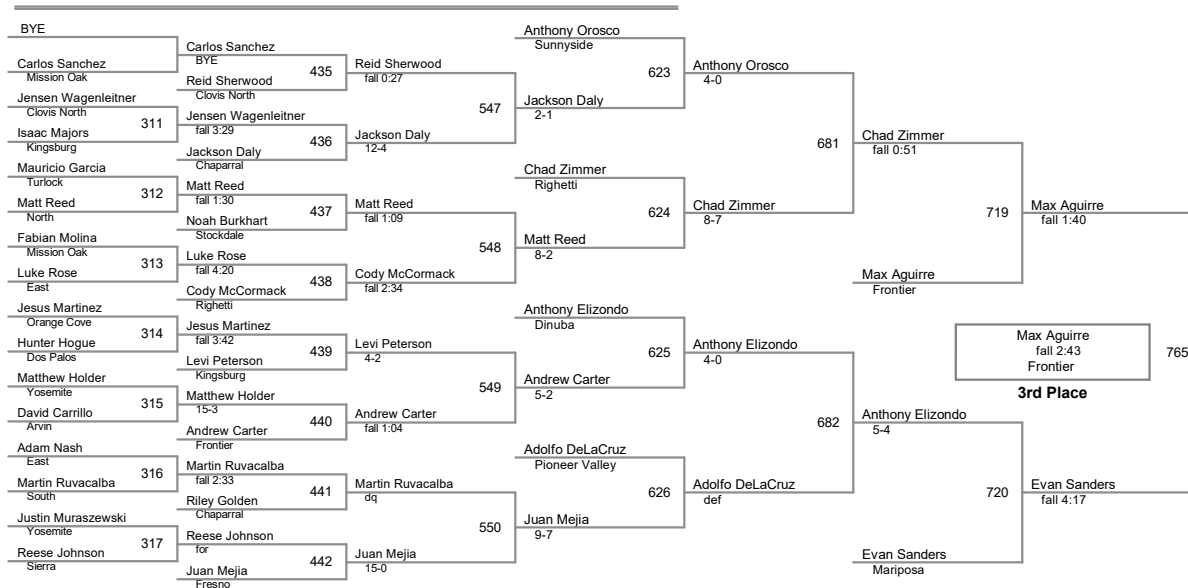 BYE
Carlos Sanchez
Mission Oak
Jensen Wagenleitner
Clovis North
311
Isaac Majors
Kingsburg
Mauricio Garcia
Turlock
312
Matt Reed
North
Fabian Molina
Mission Oak
313
Luke Rose
East
Jesus Martinez
Orange Cove
314
Hunter Hogue
Dos Palos
Matthew Holder
Yosemite
315
David Carrillo
Arvin
Adam Nash
East
316
Martin Ruvacalba
South
Justin Muraszewski
Yosemite
317
Reese Johnson
Sierra
Carlos Sanchez
BYE
435
Reid Sherwood
Clovis North
Jensen Wagenleitner
fall 3:29
436
Jackson Daly
Chaparral
Matt Reed
fall 1:30
437
Noah Burkhart
Stockdale
Luke Rose
fall 4:20
438
Cody McCormack
Righetti
Jesus Martinez
fall 3:42
439
Levi Peterson
Kingsburg
Matthew Holder
15-3
440
Andrew Carter
Frontier
Martin Ruvacalba
fall 2:33
441
Riley Golden
Chaparral
Reese Johnson
for
442
Juan Mejia
Fresno
Reid Sherwood
fall 0:27
547
Jackson Daly
12-4
Matt Reed
fall 1:09
548
Cody McCormack
fall 2:34
Levi Peterson
4-2
549
Andrew Carter
fall 1:04
Martin Ruvacalba
dq
550
Juan Mejia
15-0
Anthony Orosco
Sunnyside
623
Jackson Daly
2-1
Chad Zimmer
Righetti
624
Matt Reed
8-2
Anthony Elizondo
Dinuba
625
Andrew Carter
5-2
Adolfo DeLaCruz
Pioneer Valley
626
Juan Mejia
9-7
Anthony Orosco
4-0
681
Chad Zimmer
8-7
Anthony Elizondo
4-0
682
Adolfo DeLaCruz
def
Chad Zimmer
fall 0:51
719
Max Aguirre
Frontier
Anthony Elizondo
5-4
720
Evan Sanders
Mariposa
Max Aguirre
fall 1:40
Max Aguirre
fall 2:43
Frontier
765
3rd Place
Evan Sanders
fall 4:17